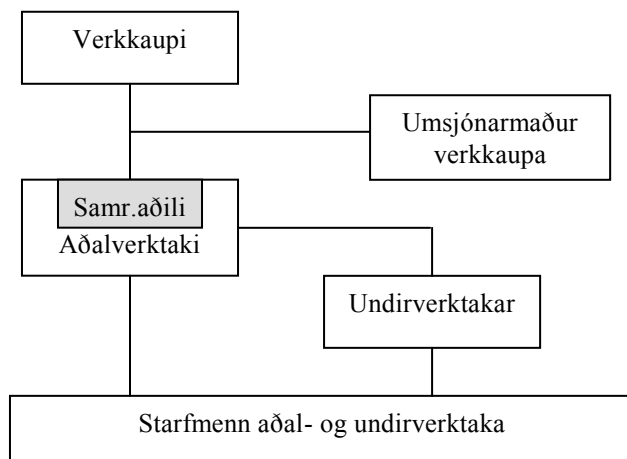 Verkkaupi
Umsjónarmaður
verkkaupa
Samr.aðili
Aðalverktaki
Undirverktakar
Starfmenn aðal- og undirverktaka